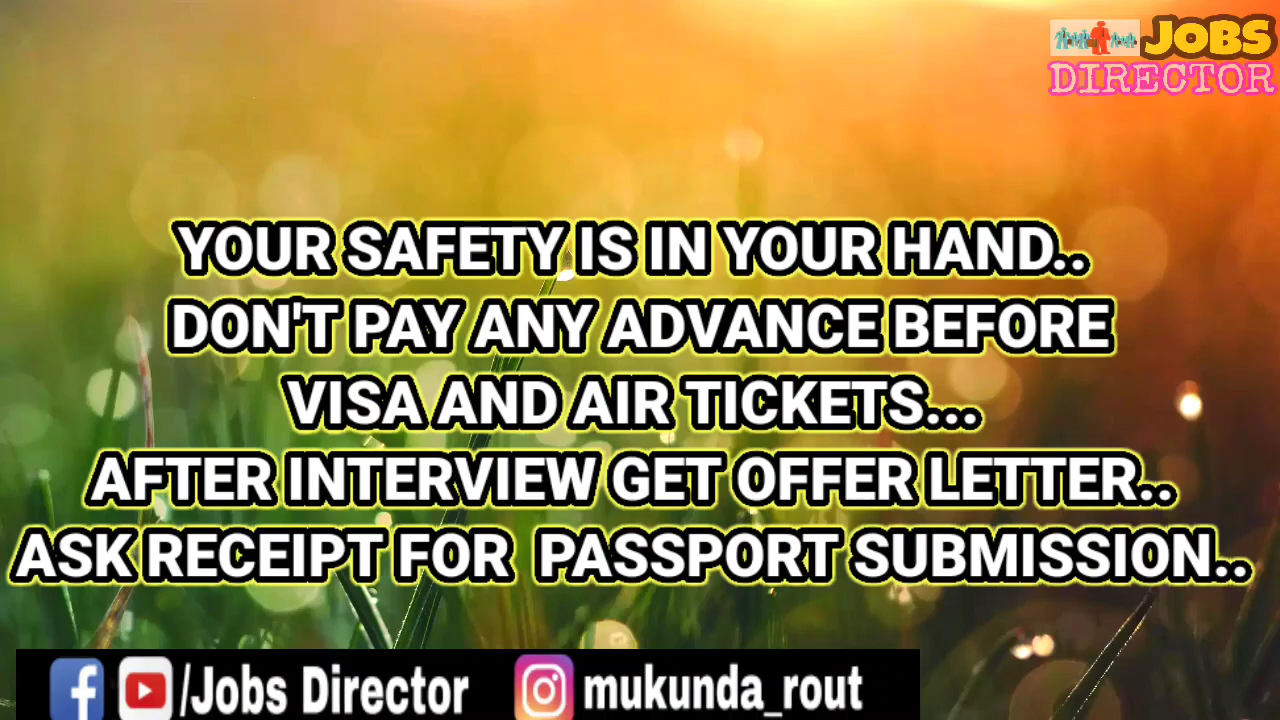 JOBS
DIRECTOR
YOUR SAFETY IS IN YOUR HAND..
DON'T PAY ANY ADVANCE BEFORE
VISA AND AIR TICKETS...
AFTER INTERVIEW GET OFFER LETTER..
ASK RECEIPT FOR PASSPORT SUBMISSION..
/Jobs Director mukunda_rout